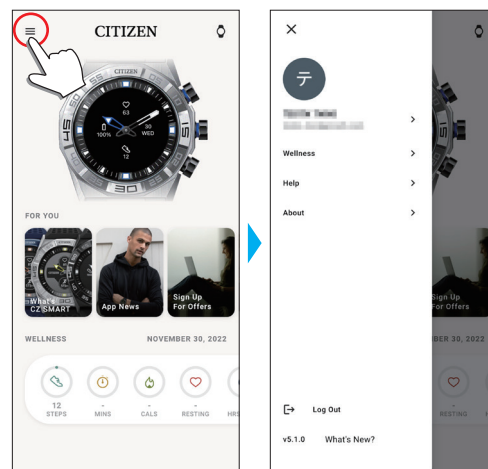 CITIZEN
CITIZEN
63
100%
30
WED
12
FOR YOU
What's
CZ SMART
App News
Sign Up
For Offers
WELLNESS
NOVEMBER 30, 2022
12
STEPS
-
MINS
-
CALS
-
RESTING
HRS
テ
Wellness
Help
About
Log Out
v5.1.0
What's New?
Sign Up
For Offers
BER 30, 2022
-
RESTING